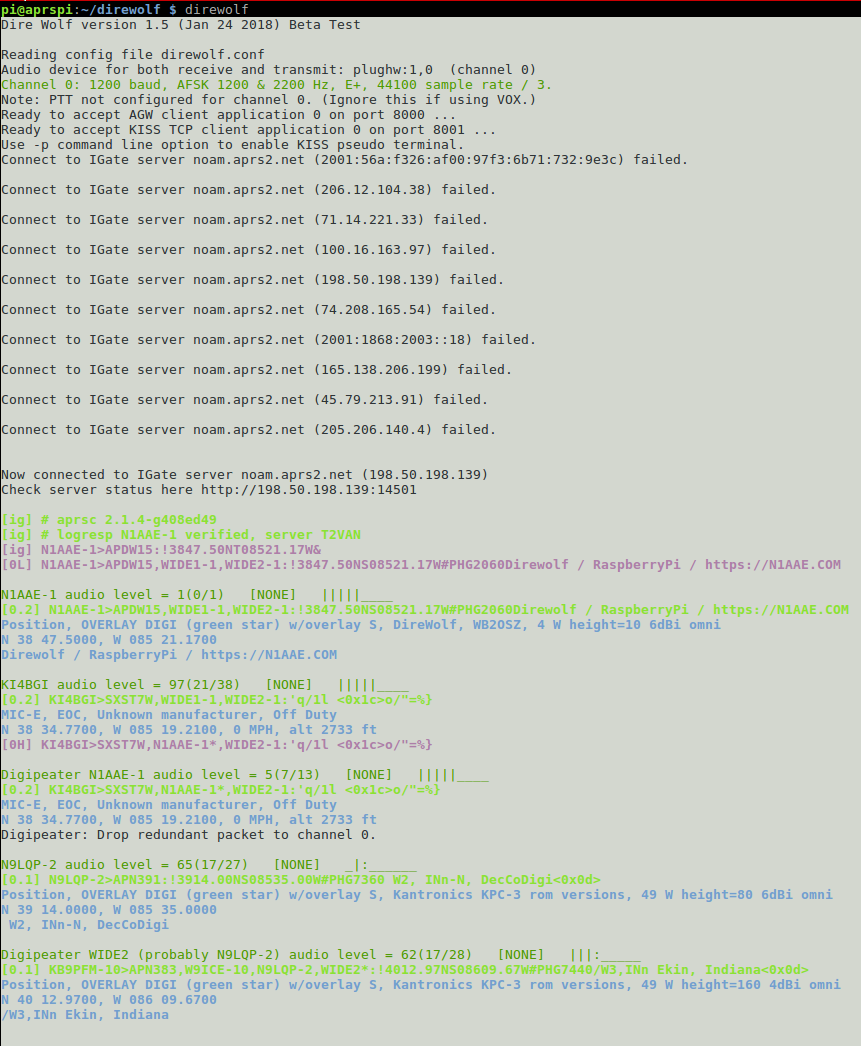 pi@aprspi:~/direwolf $ direwolf
Dire Wolf version 1.5 (Jan 24 2018) Beta Test
Reading config file direwolf.conf
Audio device for both receive and transmit: plughw:1,0  (channel 0)
Channel 0: 1200 baud, AFSK 1200 & 2200 Hz, E+, 44100 sample rate / 3.
Note: PTT not configured for channel 0. (Ignore this if using VOX.)
Ready to accept AGW client application 0 on port 8000 ...
Ready to accept KISS TCP client application 0 on port 8001 ...
Use -p command line option to enable KISS pseudo terminal.
Connect to IGate server noam.aprs2.net (2001:56a:f326:af00:97f3:6b71:732:9e3c) failed.
Connect to IGate server noam.aprs2.net (206.12.104.38) failed.
Connect to IGate server noam.aprs2.net (71.14.221.33) failed.
Connect to IGate server noam.aprs2.net (100.16.163.97) failed.
Connect to IGate server noam.aprs2.net (198.50.198.139) failed.
Connect to IGate server noam.aprs2.net (74.208.165.54) failed.
Connect to IGate server noam.aprs2.net (2001:1868:2003::18) failed.
Connect to IGate server noam.aprs2.net (165.138.206.199) failed.
Connect to IGate server noam.aprs2.net (45.79.213.91) failed.
Connect to IGate server noam.aprs2.net (205.206.140.4) failed.
Now connected to IGate server noam.aprs2.net (198.50.198.139)
Check server status here http://198.50.198.139:14501
[ig] # aprsc 2.1.4-g408ed49
[ig] # logresp N1AAE-1 verified, server T2VAN
[ig] N1AAE-1>APDW15:!3847.50NT08521.17W&
[0L] N1AAE-1>APDW15,WIDE1-1,WIDE2-1:!3847.50NS08521.17W#PHG2060Direwolf / RaspberryPi / https://N1AAE.COM
N1AAE-1 audio level = 1(0/1)   [NONE]   |||||____
[0.2] N1AAE-1>APDW15,WIDE1-1,WIDE2-1:!3847.50NS08521.17W#PHG2060Direwolf / RaspberryPi / https://N1AAE.COM
Position, OVERLAY DIGI (green star) w/overlay S, DireWolf, WB2OSZ, 4 W height=10 6dBi omni
N 38 47.5000, W 085 21.1700
Direwolf / RaspberryPi / https://N1AAE.COM
KI4BGI audio level = 97(21/38)   [NONE]   |||||____
[0.2] KI4BGI>SXST7W,WIDE1-1,WIDE2-1:'q/1l <0x1c>o/"=%}
MIC-E, EOC, Unknown manufacturer, Off Duty
N 38 34.7700, W 085 19.2100, 0 MPH, alt 2733 ft
[0H] KI4BGI>SXST7W,N1AAE-1*,WIDE2-1:'q/1l <0x1c>o/"=%}
Digipeater N1AAE-1 audio level = 5(7/13)   [NONE]   |||||____
[0.2] KI4BGI>SXST7W,N1AAE-1*,WIDE2-1:'q/1l <0x1c>o/"=%}
MIC-E, EOC, Unknown manufacturer, Off Duty
N 38 34.7700, W 085 19.2100, 0 MPH, alt 2733 ft
Digipeater: Drop redundant packet to channel 0.
N9LQP-2 audio level = 65(17/27)   [NONE]   _|:______
[0.1] N9LQP-2>APN391:!3914.00NS08535.00W#PHG7360 W2, INn-N, DecCoDigi<0x0d>
Position, OVERLAY DIGI (green star) w/overlay S, Kantronics KPC-3 rom versions, 49 W height=80 6dBi omni
N 39 14.0000, W 085 35.0000
 W2, INn-N, DecCoDigi
Digipeater WIDE2 (probably N9LQP-2) audio level = 62(17/28)   [NONE]   |||:_____
[0.1] KB9PFM-10>APN383,W9ICE-10,N9LQP-2,WIDE2*:!4012.97NS08609.67W#PHG7440/W3,INn Ekin, Indiana<0x0d>
Position, OVERLAY DIGI (green star) w/overlay S, Kantronics KPC-3 rom versions, 49 W height=160 4dBi omni
N 40 12.9700, W 086 09.6700
/W3,INn Ekin, Indiana